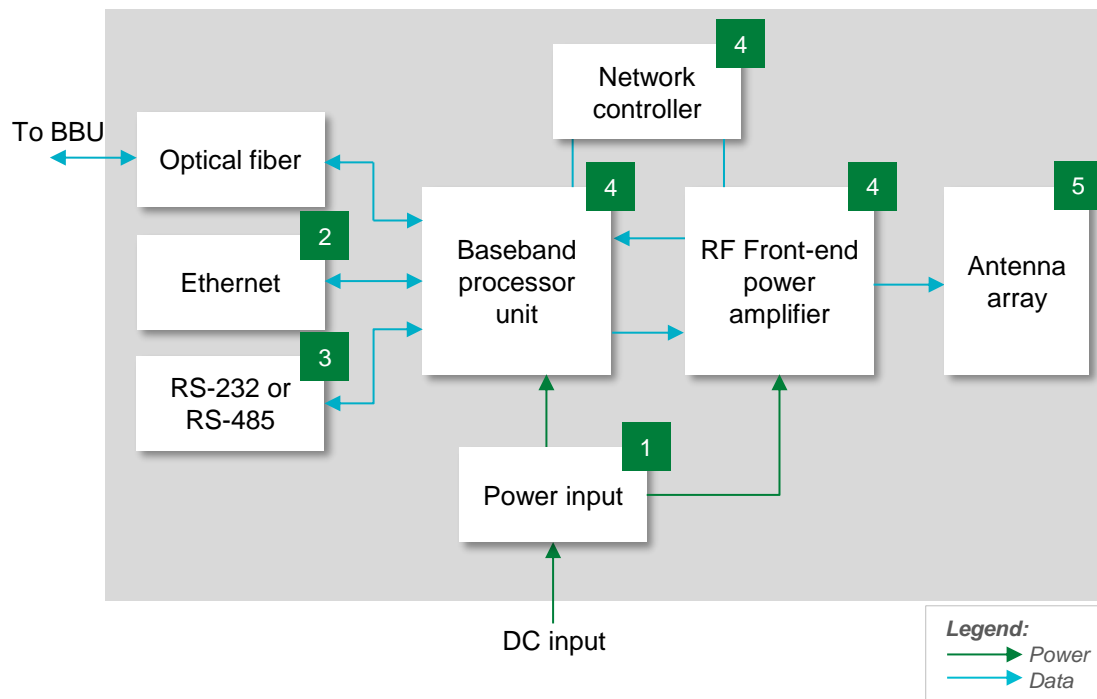 4
Network
controller
To BBU
Optical fiber
4
4
5
2
Baseband
processor
unit
RF Front-end
power
amplifier
Antenna
array
Ethernet
3
RS-232 or
RS-485
1
Power input
DC input
Legend:
Power
Data